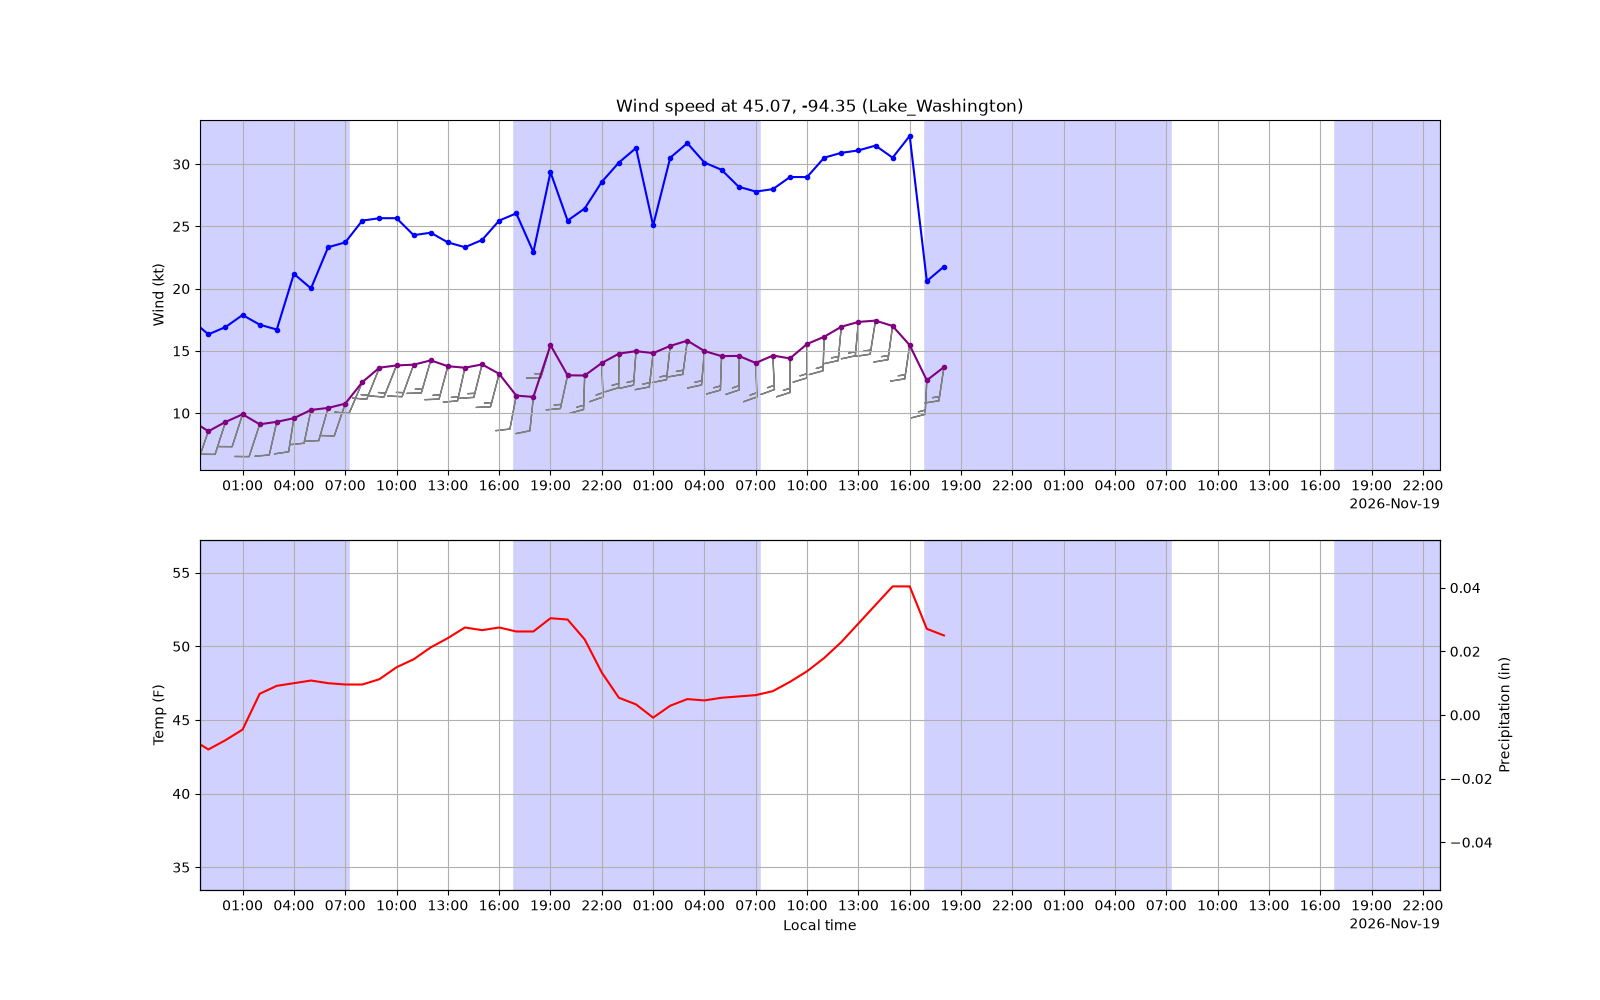 Wind speed at 45.07, -94.35 (Lake_Washington)
30
25
20
15
10
Wind (kt)
01:00 04:00 07:00 10:00 13:00 16:00 19:00 22:00 01:00 04:00 07:00 10:00 13:00 16:00 19:00 22:00 01:00 04:00 07:00 10:00 13:00 16:00 19:00 22:00
2026-Nov-19
55
50
45
40
35
Temp (F)
0.04
0.02
0.00
−0.02
−0.04
Precipitation (in)
01:00 04:00 07:00 10:00 13:00 16:00 19:00 22:00 01:00 04:00 07:00 10:00 13:00 16:00 19:00 22:00 01:00 04:00 07:00 10:00 13:00 16:00 19:00 22:00
Local time
2026-Nov-19